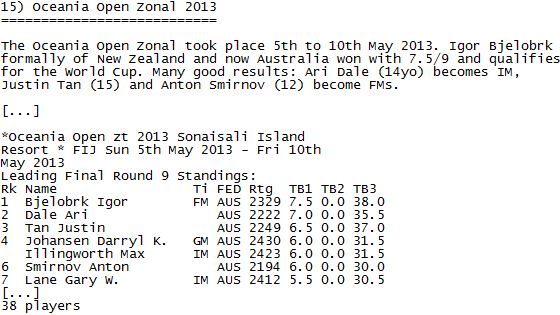 15) Oceania Open Zonal 2013
===========================
The Oceania Open Zonal took place 5th to 10th May 2013. Igor Bjelobrk
formally of New Zealand and now Australia won with 7.5/9 and qualifies
for the World Cup. Many good results: Ari Dale (14yo) becomes IM,
Justin Tan (15) and Anton Smirnov (12) become FMs.
[...]
*Oceania Open zt 2013 Sonaisali Island
Resort * FIJ Sun 5th May 2013 - Fri 10th
May 2013
Leading Final Round 9 Standings:
Rk Name Ti FED Rtg TB1 TB2 TB3
1 Bjelobrk Igor FM AUS 2329 7.5 0.0 38.0
2 Dale Ari AUS 2222 7.0 0.0 35.5
3 Tan Justin AUS 2249 6.5 0.0 37.0
4 Johansen Darryl K. GM AUS 2430 6.0 0.0 31.5
Illingworth Max IM AUS 2423 6.0 0.0 31.5
6 Smirnov Anton AUS 2194 6.0 0.0 30.0
7 Lane Gary W. IM AUS 2412 5.5 0.0 30.5
[...]
38 players